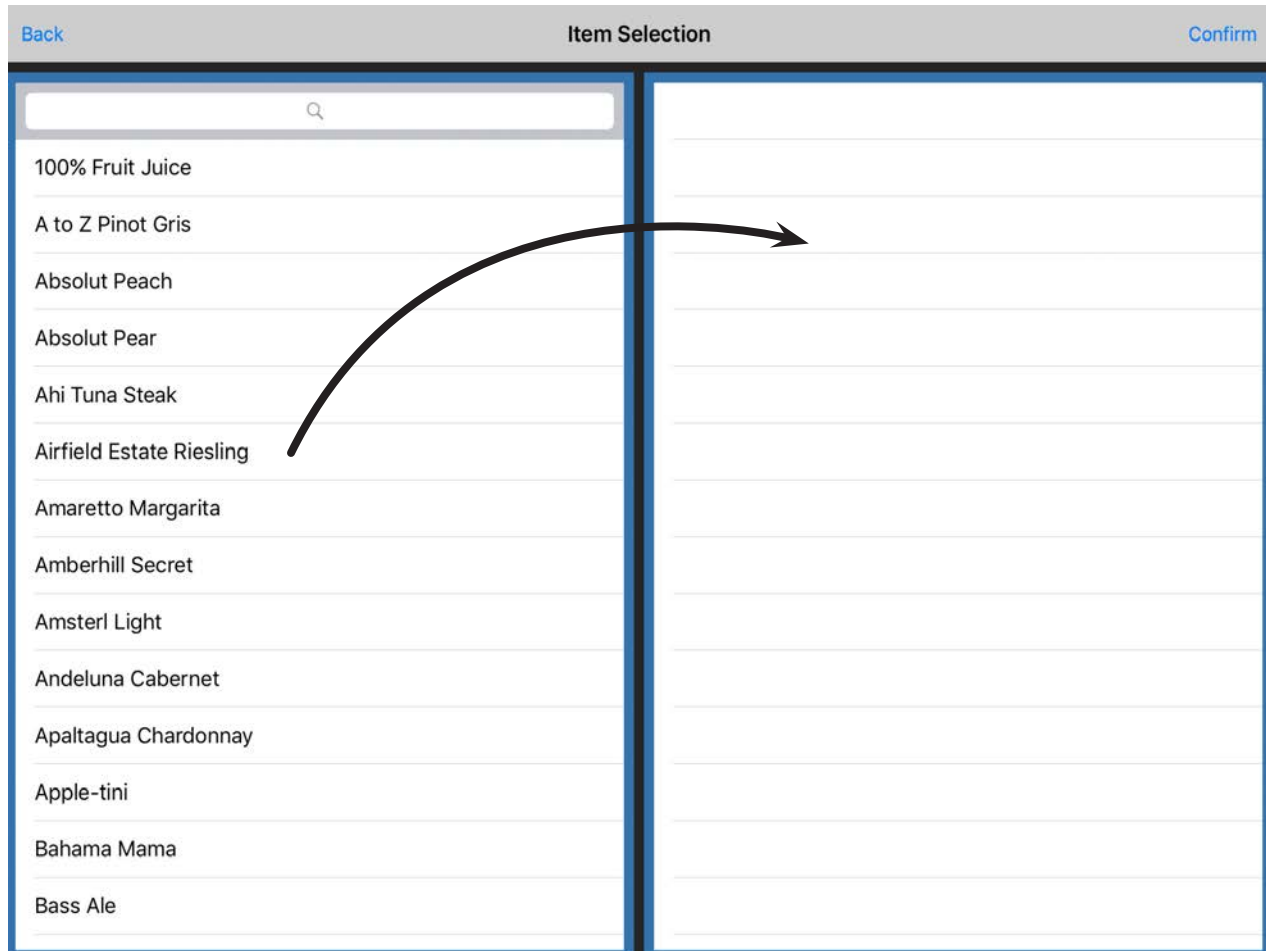 Back Item Selection Confirm
100% Fruit Juice
A to Z Pinot Gris
Absolut Peach
Absolut Pear
Ahi Tuna Steak
Airfield Estate Riesling
Amaretto Margarita
Amberhill Secret
Amsterl Light
Andeluna Cabernet
Apaltagua Chardonnay
Apple-tini
Bahama Mama
Bass Ale